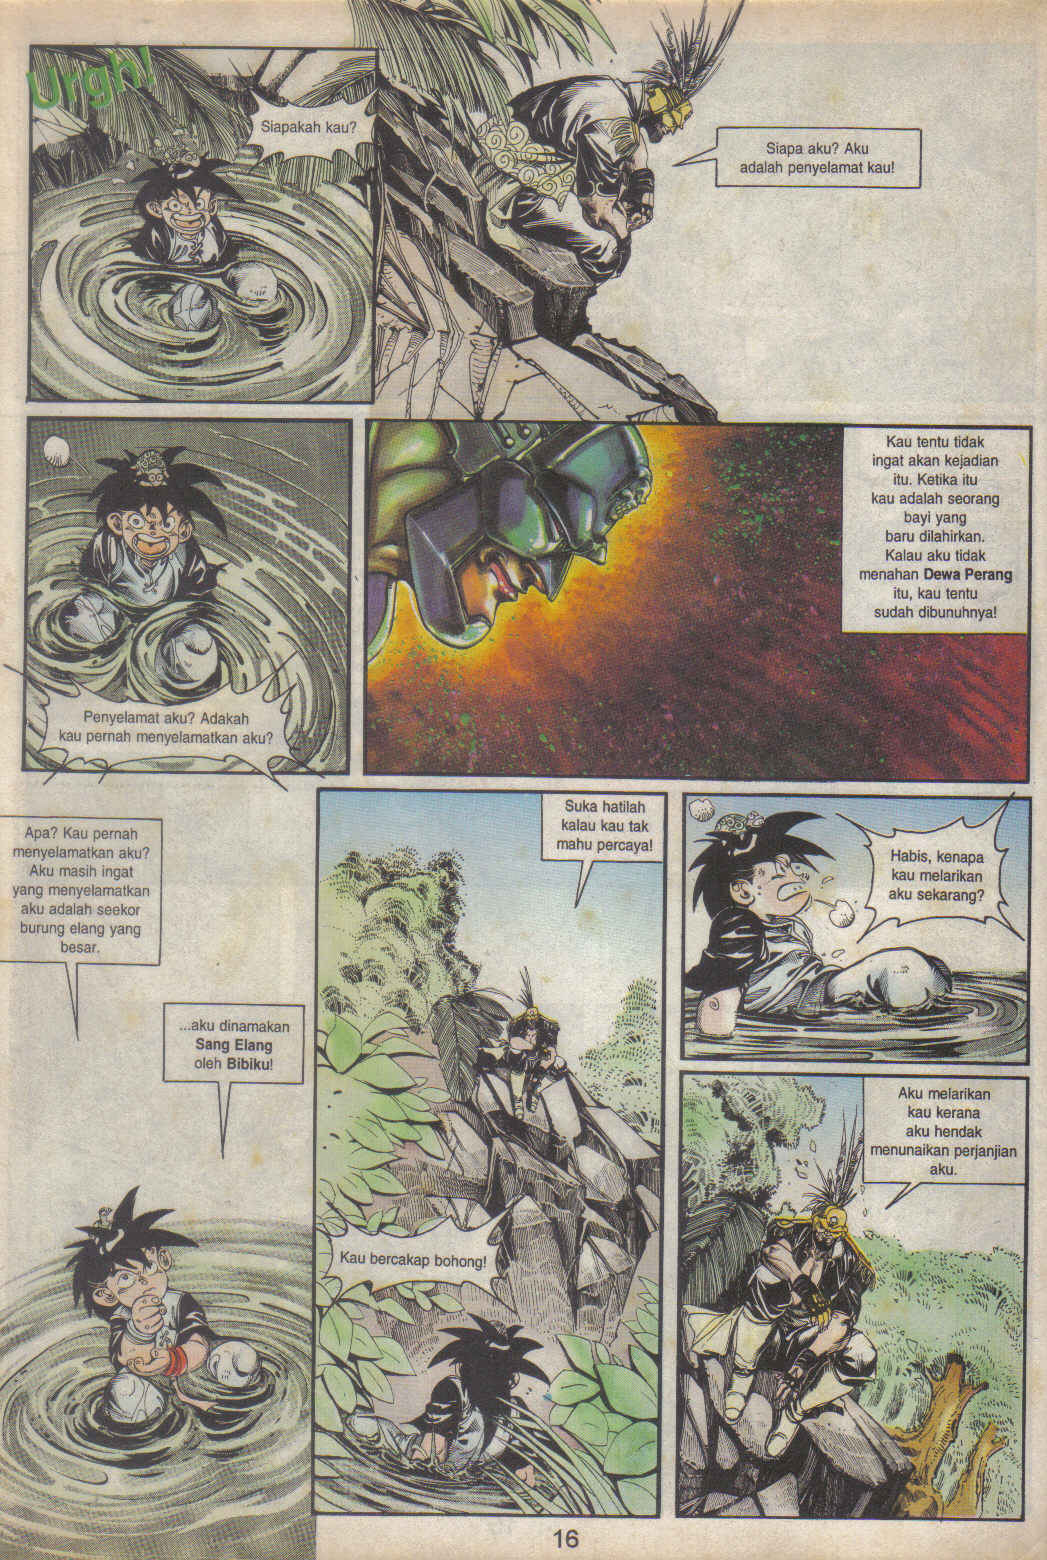 Urgh!
Siapakah kau?
Siapa aku? Aku
adalah penyelamat kau!
Penyelamat aku? Adakah
kau pernah menyelamatkan aku?
Kau tentu tidak
ingat akan kejadian
itu. Ketika itu
kau adalah seorang
bayi yang
baru dilahirkan.
Kalau aku tidak
menahan Dewa Perang
itu, kau tentu
sudah dibunuhnya!
Apa? Kau pernah
menyelamatkan aku?
Aku masih ingat
yang menyelamatkan
aku adalah seekor
burung elang yang
besar.
...aku dinamakan
Sang Elang
oleh Bibiku!
Suka hatilah
kalau kau tak
mahu percaya!
Kau bercakap bohong!
Habis, kenapa
kau melarikan
aku sekarang?
Aku melarikan
kau kerana
aku hendak
menunaikan perjanjian
aku.
16